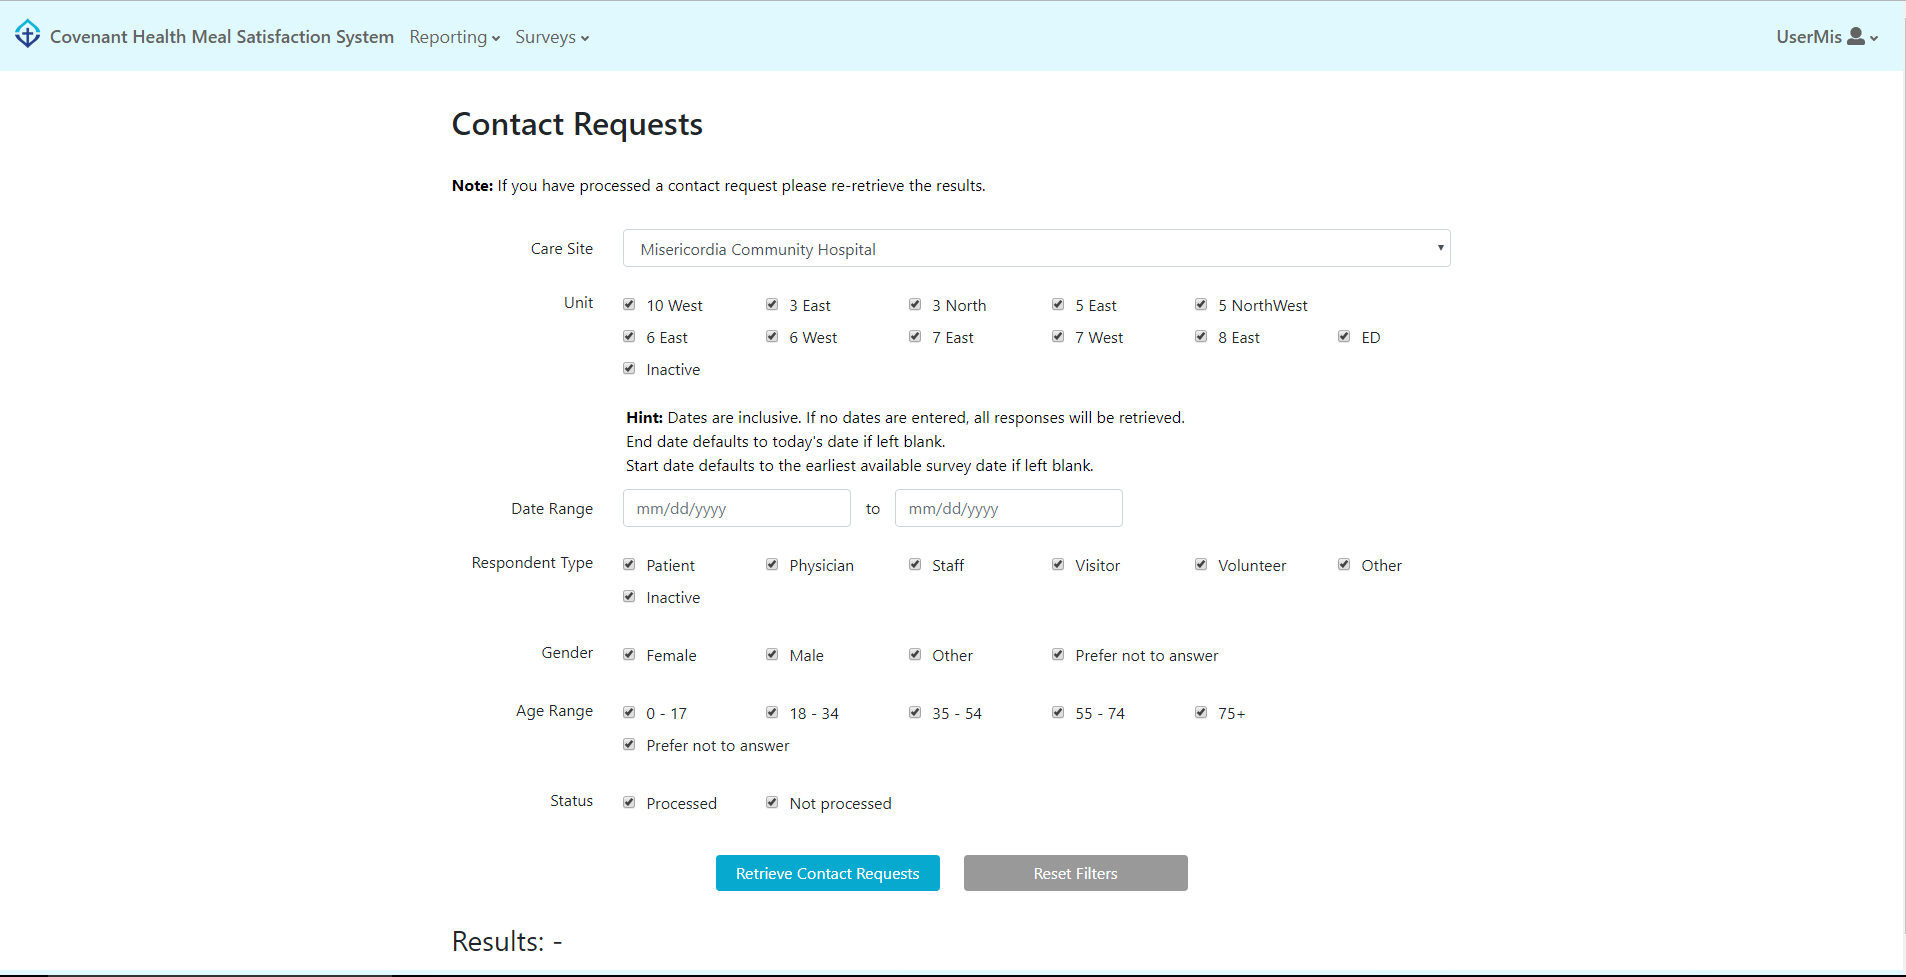 Covenant Health Meal Satisfaction System Reporting Surveys UserMis
Contact Requests
Note: If you have processed a contact request please re-retrieve the results.
Care Site Misericordia Community Hospital
Unit 10 West 3 East 3 North 5 East 5 NorthWest
6 East 6 West 7 East 7 West 8 East ED
Inactive
Hint: Dates are inclusive. If no dates are entered, all responses will be retrieved.
End date defaults to today's date if left blank.
Start date defaults to the earliest available survey date if left blank.
Date Range mm/dd/yyyy to mm/dd/yyyy
Respondent Type Patient Physician Staff Visitor Volunteer Other
Inactive
Gender Female Male Other Prefer not to answer
Age Range 0 - 17 18 - 34 35 - 54 55 - 74 75+
Prefer not to answer
Status Processed Not processed
Retrieve Contact Requests Reset Filters
Results: -